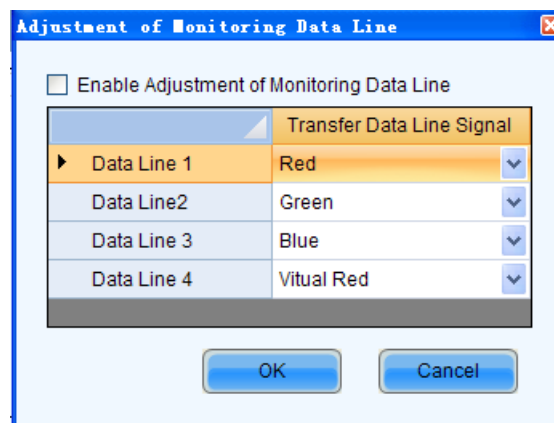 Adjustment of Monitoring Data Line
Enable Adjustment of Monitoring Data Line
Transfer Data Line Signal
Data Line 1 Red
Data Line2 Green
Data Line 3 Blue
Data Line 4 Vitual Red
OK Cancel